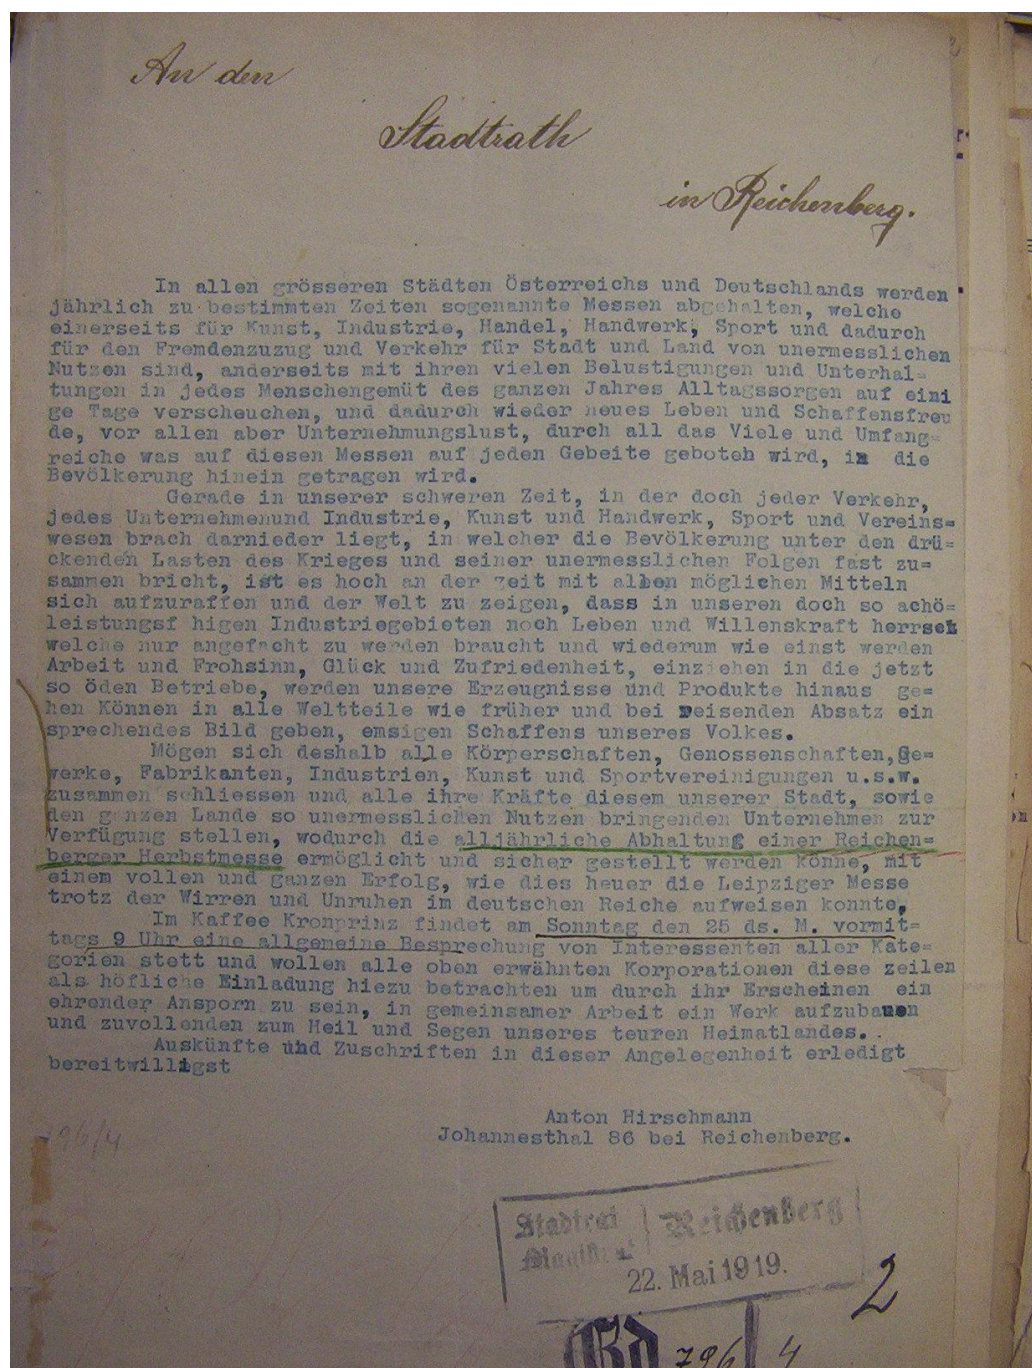 An den
Stadtrath
in Reichenberg.
In allen grösseren Städten Österreichs und Deutschlands werden
jährlich zu bestimmten Zeiten sogenannte Messen abgehalten, welche
einerseits für Kunst, Industrie, Handel, Handwerk, Sport und dadurch
für den Fremdenzuzug und Verkehr für Stadt und Land von unermesslichen
Nutzen sind, anderseits mit ihren vielen Belustigungen und Unterhal=
tungen in jedes Menschengemüt des ganzen Jahres Alltagssorgen auf eini
ge Tage verscheuchen, und dadurch wieder neues Leben und Schaffensfreu
de, vor allen aber Unternehmungslust, durch all das Viele und Umfang=
reiche was auf diesen Messen auf jeden Gebeite geboten wird, in die
Bevölkerung hinein getragen wird.
Gerade in unserer schweren Zeit, in der doch jeder Verkehr,
jedes Unternehmenund Industrie, Kunst und Handwerk, Sport und Vereins=
wesen brach darnieder liegt, in welcher die Bevölkerung unter den drü=
ckenden Lasten des Krieges und seiner unermesslichen Folgen fast zu=
sammen bricht, ist es hoch an der zeit mit allen möglichen Mitteln
sich aufzuraffen und der Welt zu zeigen, dass in unseren doch so achö=
leistungsf higen Industriegebieten noch Leben und Willenskraft herrsch
welche nur angefacht zu werden braucht und wiederum wie einst werden
Arbeit und Frohsinn, Glück und Zufriedenheit, einziehen in die jetzt
so öden Betriebe, werden unsere Erzeugnisse und Produkte hinaus ge=
hen Können in alle Weltteile wie früher und bei reisenden Absatz ein
sprechendes Bild geben, emsigen Schaffens unseres Volkes.
Mögen sich deshalb alle Körperschaften, Genossenschaften, Ge=
werke, Fabrikanten, Industrien, Kunst und Sportvereinigungen u.s.w.
zusammen schliessen und alle ihre Kräfte diesem unserer Stadt, sowie
den ganzen Lande so unermesslichen Nutzen bringenden Unternehmen zur
Verfügung stellen, wodurch die alljährliche Abhaltung einer Reichen=
berger Herbstmesse ermöglicht und sicher gestellt werden könne, mit
einem vollen und ganzen Erfolg, wie dies heuer die Leipziger Messe
trotz der Wirren und Unruhen im deutschen Reiche aufweisen konnte,
Im Kaffee Kronprinz findet am Sonntag den 25 ds. M. vormit=
tags 9 Uhr eine allgemeine Besprechung von Interessenten aller Kate=
gorien stett und wollen alle oben erwähnten Korporationen diese zeilen
als höfliche Einladung hiezu betrachten um durch ihr Erscheinen ein
ehrender Ansporn zu sein, in gemeinsamer Arbeit ein Werk aufzubauen
und zuvollenden zum Heil und Segen unseres teuren Heimatlandes..
Auskünfte und Zuschriften in dieser Angelegenheit erledigt
bereitwilligst
Anton Hirschmann
Johannesthal 86 bei Reichenberg.
796/4
Stadtrat Reichenberg
22. Mai 1919.
2
Gd 796/4